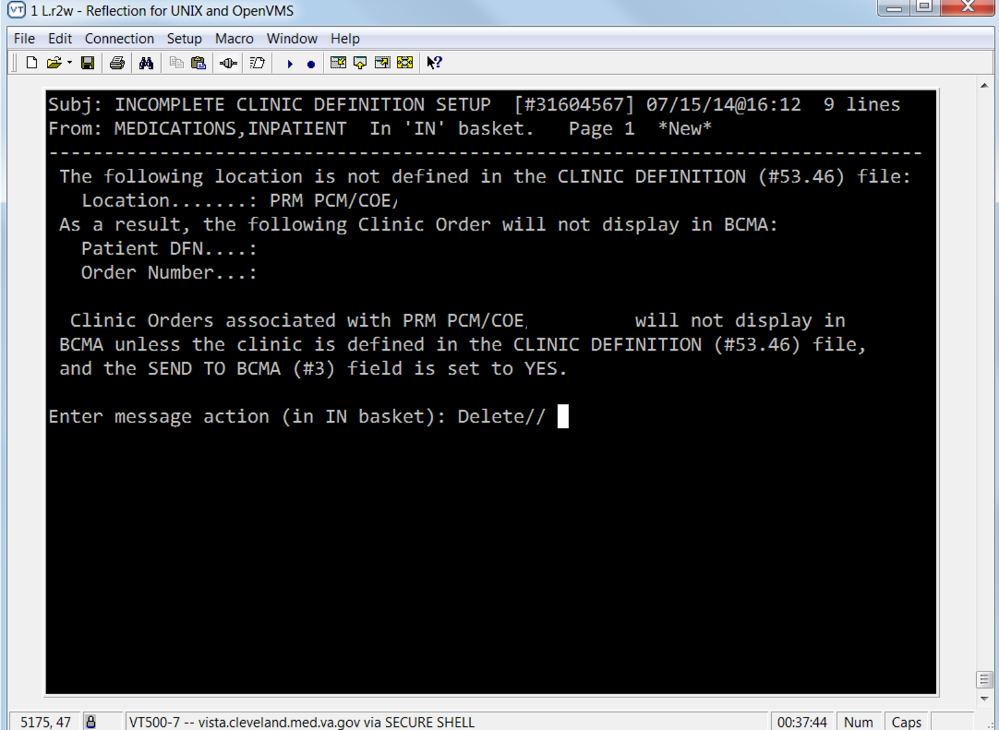 VT 1 L.r2w - Reflection for UNIX and OpenVMS
File Edit Connection Setup Macro Window Help
Subj: INCOMPLETE CLINIC DEFINITION SETUP [#31604567] 07/15/14@16:12 9 lines
From: MEDICATIONS,INPATIENT In 'IN' basket. Page 1 *New*
--------------------------------------------------------------------------------
The following location is not defined in the CLINIC DEFINITION (#53.46) file:
Location.......: PRM PCM/COE/
As a result, the following Clinic Order will not display in BCMA:
Patient DFN....:
Order Number...:
Clinic Orders associated with PRM PCM/COE, will not display in
BCMA unless the clinic is defined in the CLINIC DEFINITION (#53.46) file,
and the SEND TO BCMA (#3) field is set to YES.
Enter message action (in IN basket): Delete//
5175, 47 VT500-7 -- vista.cleveland.med.va.gov via SECURE SHELL 00:37:44 Num Caps